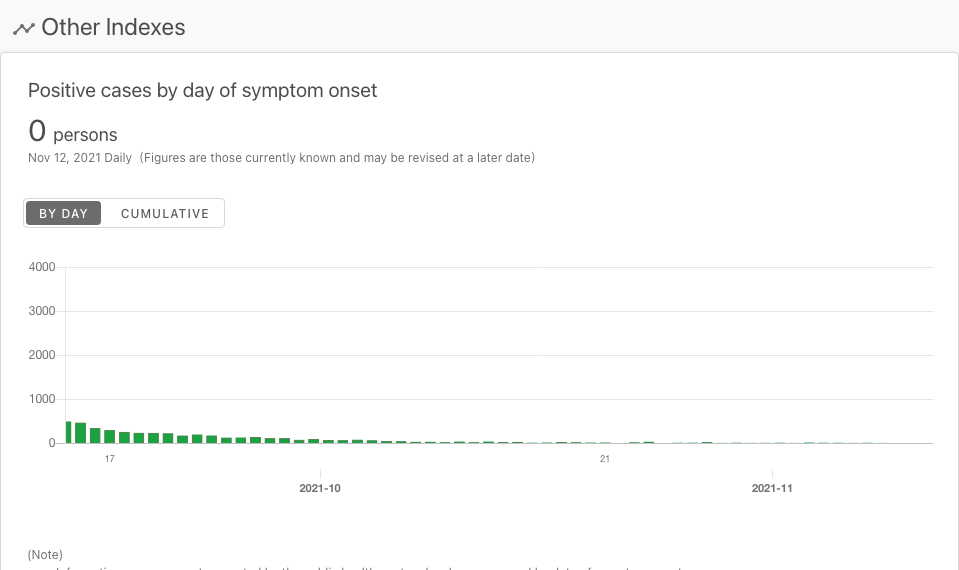 Other Indexes
Positive cases by day of symptom onset
0 persons
Nov 12, 2021 Daily (Figures are those currently known and may be revised at a later date)
BY DAY CUMULATIVE
4000
3000
2000
1000
0
17 21
2021-10 2021-11
(Note)